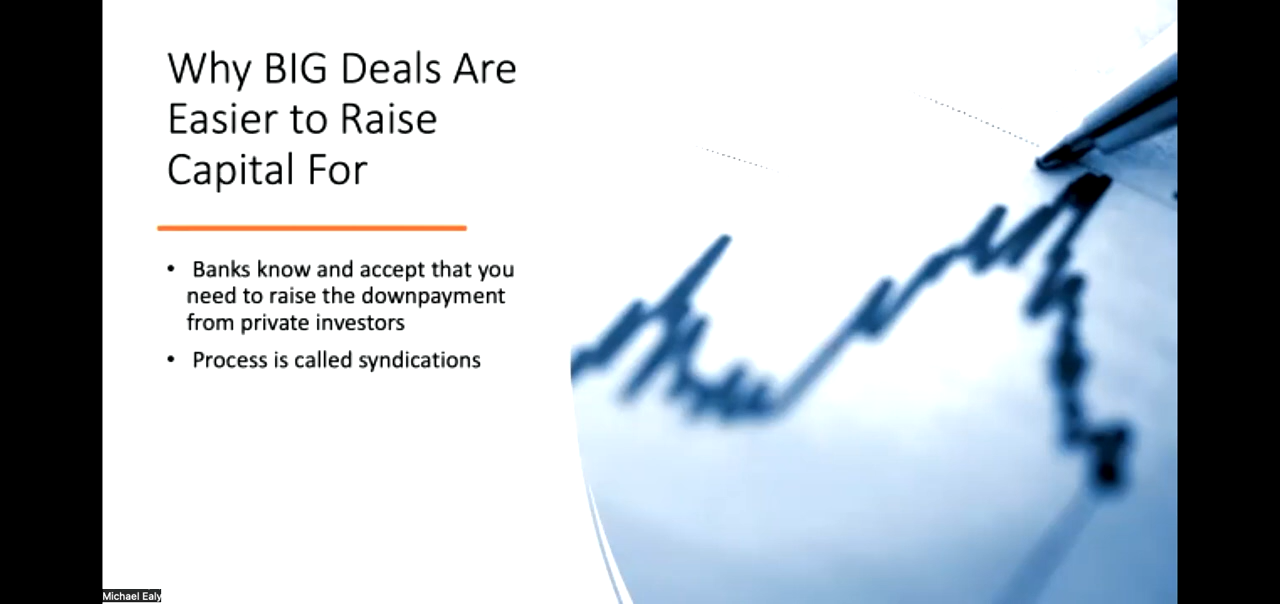 Why BIG Deals Are
Easier to Raise
Capital For
• Banks know and accept that you
need to raise the downpayment
from private investors
• Process is called syndications
Michael Ealy